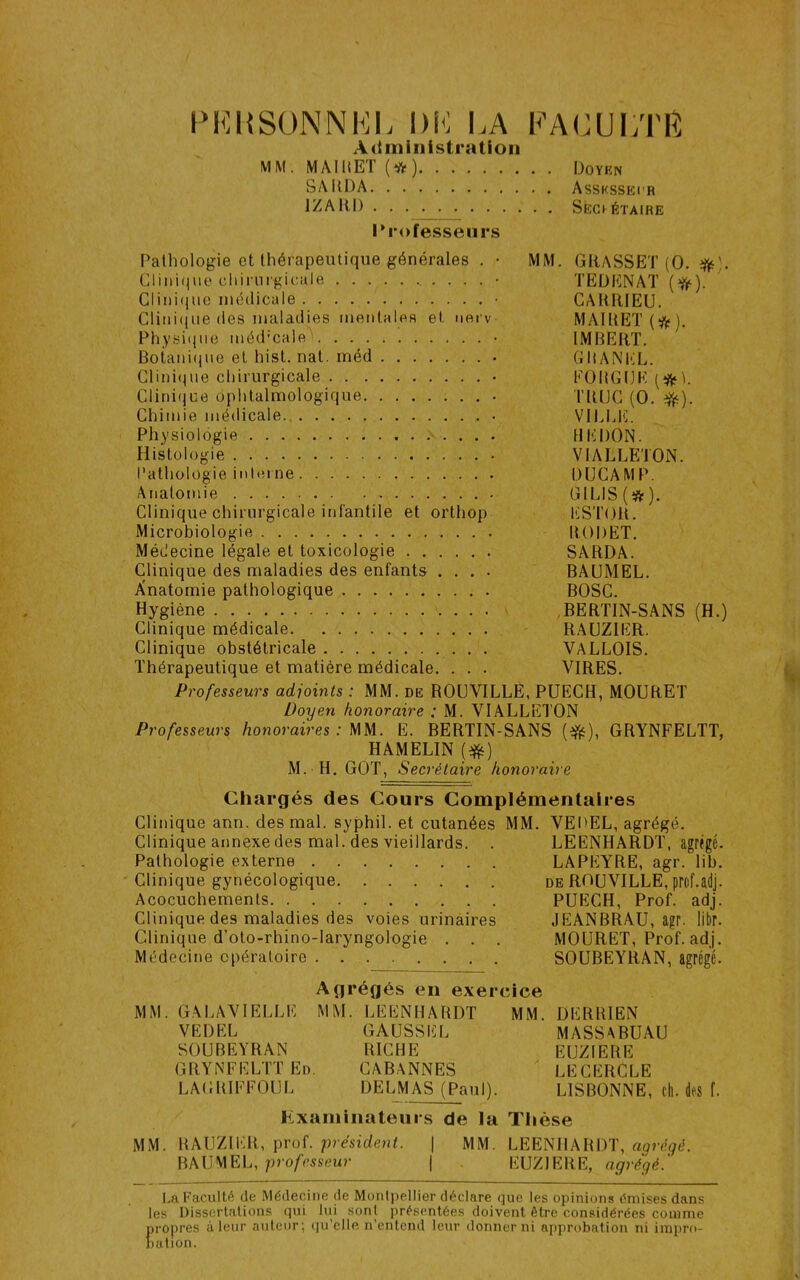 PERSONNEL DE LA FACULTÉ
Administration
MM. MAIRET (✻) . . . . . . . . . DOYEN
SARDA . . . . . . . . . . . . ASSESSEUR
IZARD . . . . . . . . . . . . SECRÉTAIRE
Professeurs
Pathologie et thérapeutique générales . . MM. GRASSET (O. ✻).
Clinique chirurgicale . . . . . . . . . . TEDENAT (✻).
Clinique médicale . . . . . . . . . . . . CARRIEU.
Clinique des maladies mentales et nerv. MAIRET (✻).
Physique médicale . . . . . . . . . . . . IMBERT.
Botanique et hist. nat. méd . . . . . . . . GRANEL.
Clinique chirurgicale . . . . . . . . . . FORGUE (✻).
Clinique ophtalmologique . . . . . . . . . TRUC (O. ✻).
Chimie médicale . . . . . . . . . . . . . VILLE.
Physiologie . . . . . . . . . . . . . . . HEDON.
Histologie . . . . . . . . . . . . . . . . VIALLETON.
Pathologie interne . . . . . . . . . . . . DUCAMP.
Anatomie . . . . . . . . . . . . . . . . GILIS (✻).
Clinique chirurgicale infantile et orthop. ESTOR.
Microbiologie . . . . . . . . . . . . . . RODET.
Médecine légale et toxicologie . . . . . . SARDA.
Clinique des maladies des enfants . . . . BAUMEL.
Anatomie pathologique . . . . . . . . . . BOSC.
Hygiène . . . . . . . . . . . . . . . . . BERTIN-SANS (H.)
Clinique médicale . . . . . . . . . . . . RAUZIER.
Clinique obstétricale . . . . . . . . . . . VALLOIS.
Thérapeutique et matière médicale. . . . VIRES.
Professeurs adjoints : MM. DE ROUVILLE, PUECH, MOURET
Doyen honoraire : M. VIALLETON
Professeurs honoraires : MM. E. BERTIN-SANS (✻), GRYNFELTT,
HAMELIN (✻)
M. H. GOT, Secrétaire honoraire
Chargés des Cours Complémentaires
Clinique ann. des mal. syphil. et cutanées MM. VEDEL, agrégé.
Clinique annexe des mal. des vieillards. . LEENHARDT, agrégé.
Pathologie externe . . . . . . . . LAPEYRE, agr. lib.
Clinique gynécologique. . . . . . . DE ROUVILLE, prof. adj.
Acocuchements. . . . . . . . . . PUECH, Prof. adj.
Clinique des maladies des voies urinaires JEANBRAU, agr. libr.
Clinique d'oto-rhino-laryngologie . . . MOURET, Prof. adj.
Médecine opératoire . . . . . . . . SOUBEYRAN, agrégé.
Agrégés en exercice
MM. GALAVIELLE MM. LEENHARDT MM. DERRIEN
VEDEL GAUSSEL MASSABUAU
SOUBEYRAN RICHE EUZIERE
GRYNFELTT ED. CABANNES LECERCLE
LAGRIFFOUL DELMAS (Paul). LISBONNE, ch. des f.
Examinateurs de la Thèse
MM. RAUZIER, prof. président. | MM. LEENHARDT, agrégé.
BAUMEL, professeur | EUZIERE, agrégé.
La Faculté de Médecine de Montpellier déclare que les opinions émises dans
les Dissertations qui lui sont présentées doivent être considérées comme
propres à leur auteur; qu'elle n'entend leur donner ni approbation ni impro-
bation.